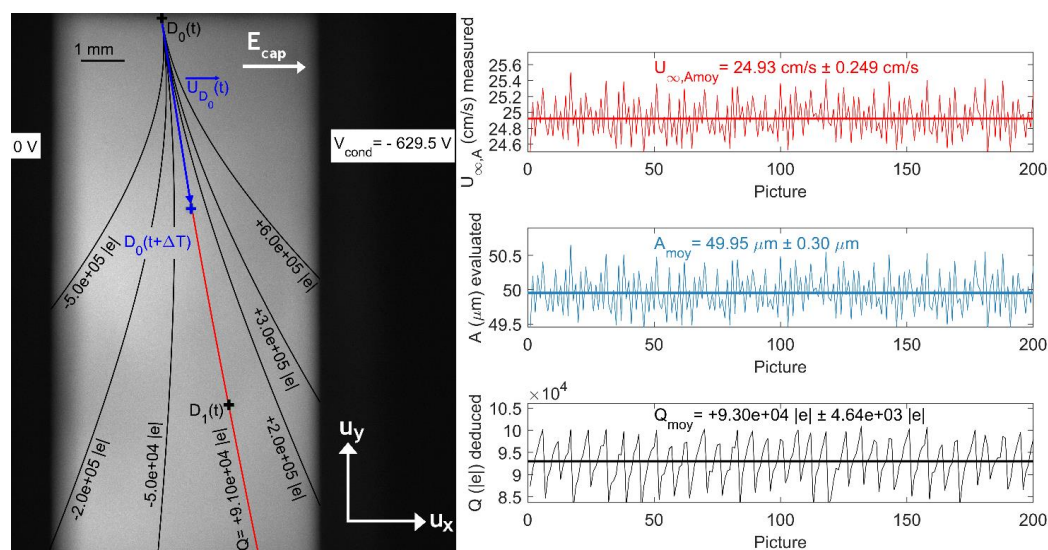 D0(t)
1 mm
Ecap
UD0(t)
0 V
Vcond= - 629.5 V
D0(t+ΔT)
-5.0e+05 |e|
+6.0e+05 |e|
+3.0e+05 |e|
D1(t)
-2.0e+05 |e|
-5.0e+04 |e|
Q= +9.10e+04 |e|
+2.0e+05 |e|
uy
ux
U∞,A (cm/s) measured
25.6
25.4
25.2
25
24.8
24.6
U∞,Amoy= 24.93 cm/s ± 0.249 cm/s
0 50 100 150 200
Picture
A (μm) evaluated
50.5
50
49.5
Amoy= 49.95 μm ± 0.30 μm
0 50 100 150 200
Picture
Q (|e|) deduced
×10^4
10.5
10
9.5
9
8.5
Qmoy= +9.30e+04 |e| ± 4.64e+03 |e|
0 50 100 150 200
Picture